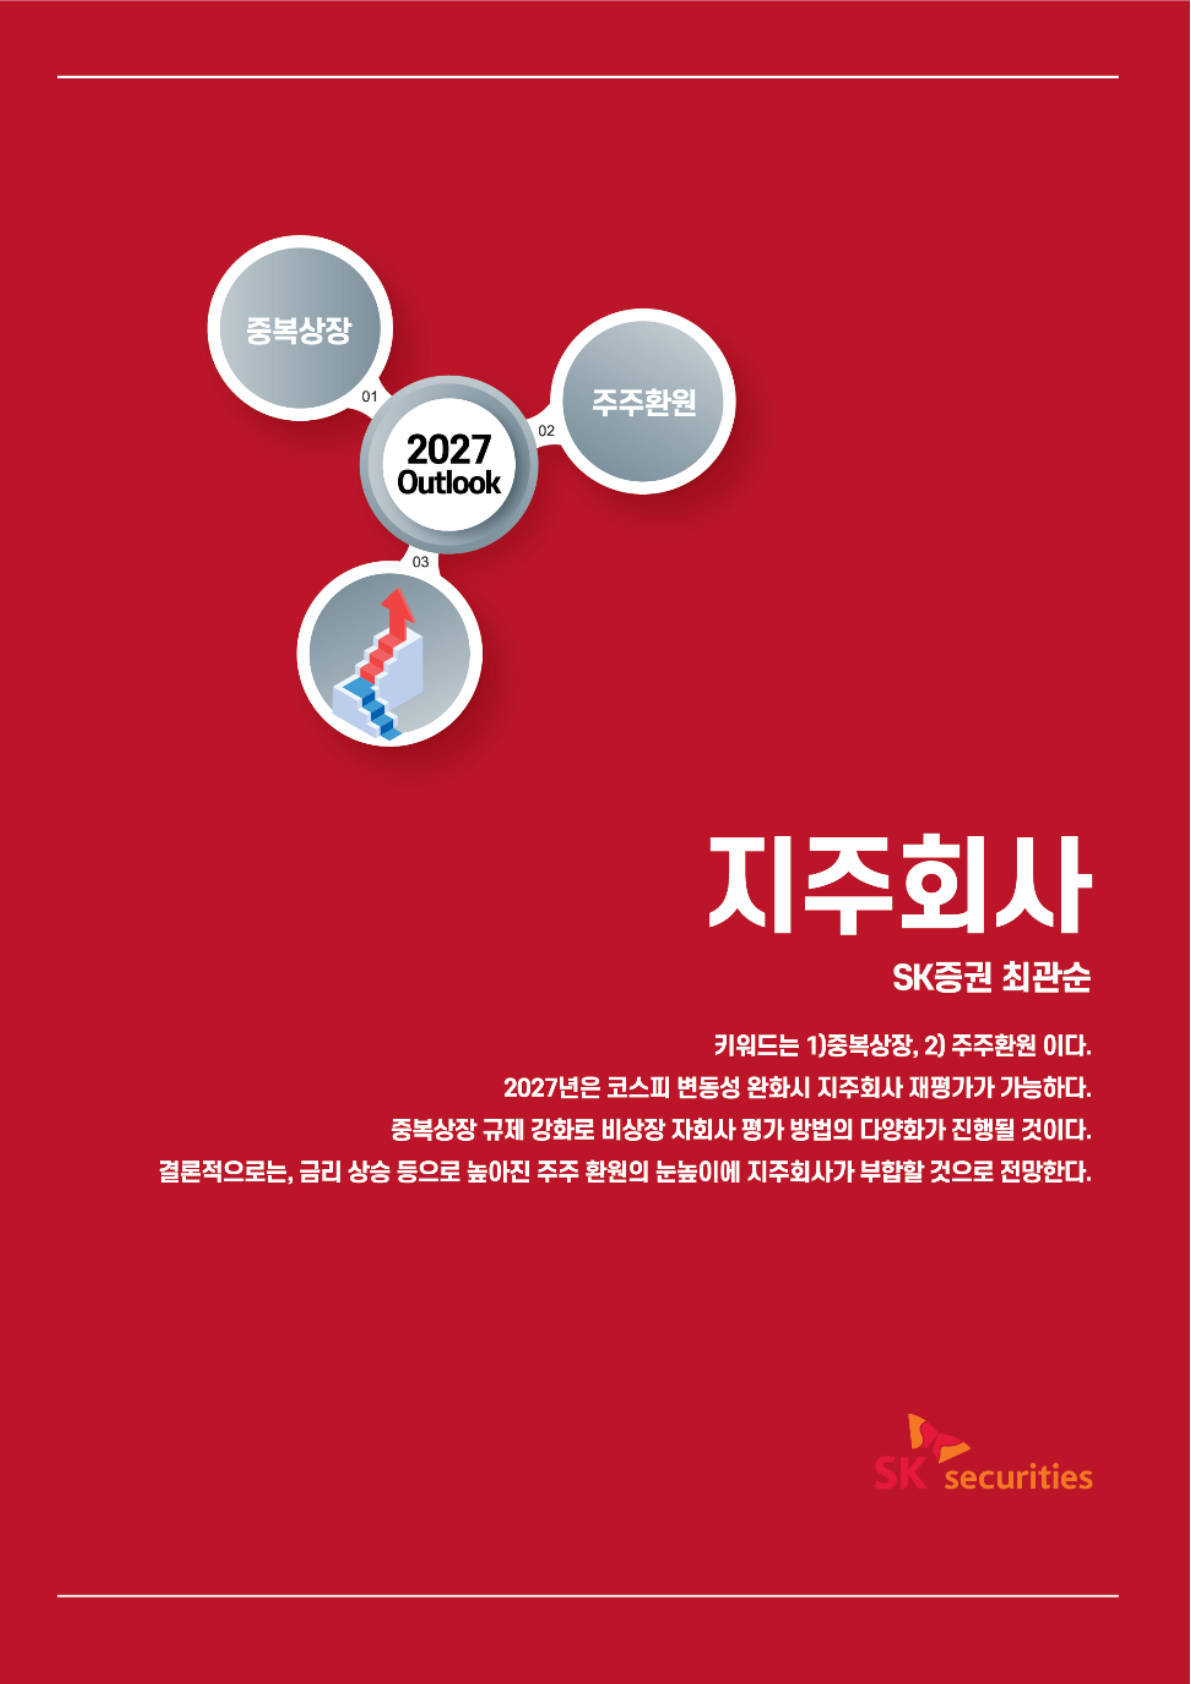 중복상장
01
주주환원
02
2027
Outlook
03
지주회사
SK증권 최관순
키워드는 1)중복상장, 2) 주주환원 이다.
2027년은 코스피 변동성 완화시 지주회사 재평가가 가능하다.
중복상장 규제 강화로 비상장 자회사 평가 방법의 다양화가 진행될 것이다.
결론적으로는, 금리 상승 등으로 높아진 주주 환원의 눈높이에 지주회사가 부합할 것으로 전망한다.
SK securities